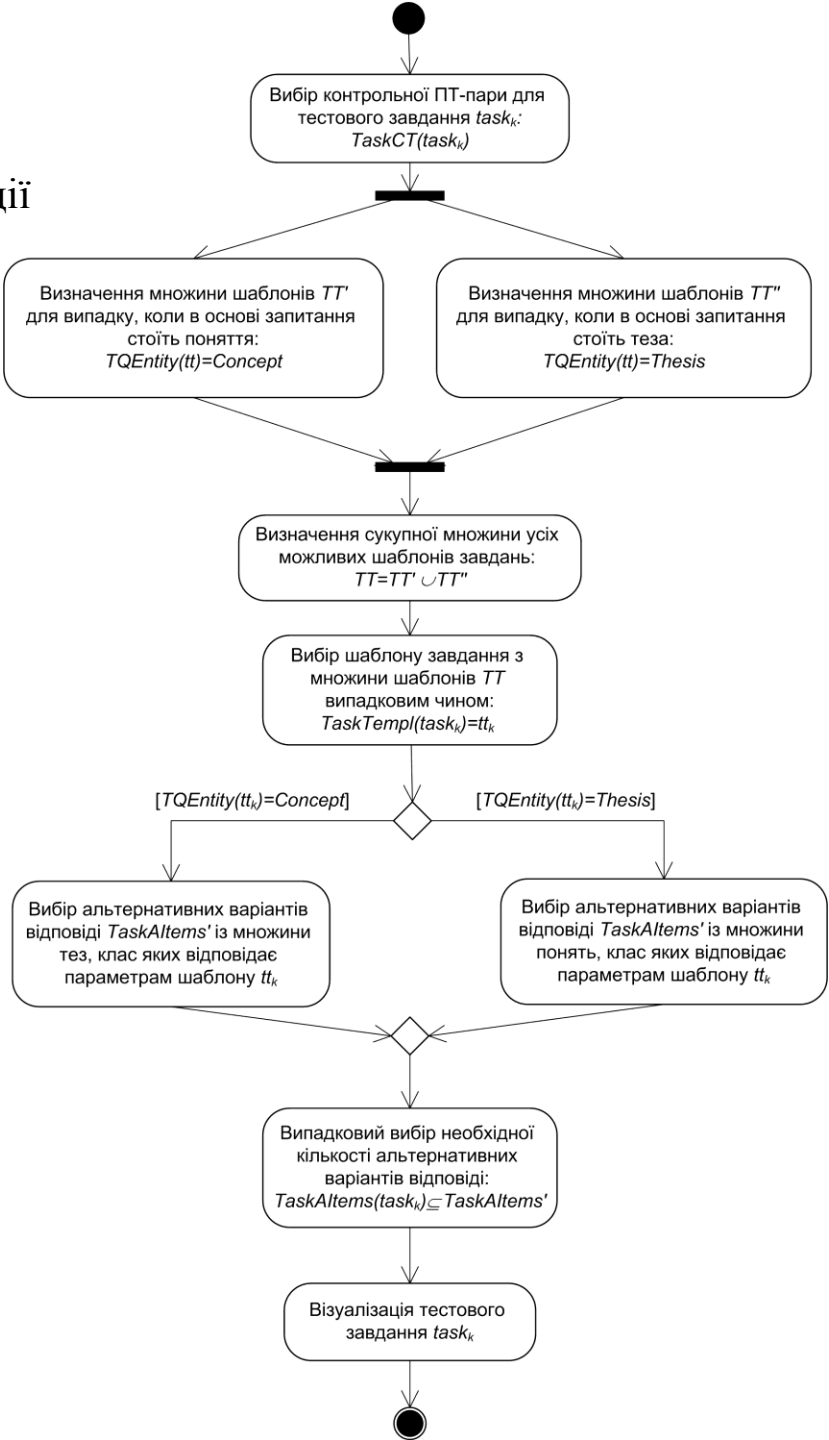 Вибір контрольної ПТ-пари для
тестового завдання taskₖ:
TaskCT(taskₖ)
ції
Визначення множини шаблонів TT'
для випадку, коли в основі запитання
стоїть поняття:
TQEntity(tt)=Concept
Визначення множини шаблонів TT"
для випадку, коли в основі запитання
стоїть теза:
TQEntity(tt)=Thesis
Визначення сукупної множини усіх
можливих шаблонів завдань:
TT=TT' ∪TT"
Вибір шаблону завдання з
множини шаблонів TT
випадковим чином:
TaskTempl(taskₖ)=ttₖ
[TQEntity(ttₖ)=Concept]
[TQEntity(ttₖ)=Thesis]
Вибір альтернативних варіантів
відповіді TaskAItems' із множини
тез, клас яких відповідає
параметрам шаблону ttₖ
Вибір альтернативних варіантів
відповіді TaskAItems' із множини
понять, клас яких відповідає
параметрам шаблону ttₖ
Випадковий вибір необхідної
кількості альтернативних
варіантів відповіді:
TaskAItems(taskₖ)⊆TaskAItems'
Візуалізація тестового
завдання taskₖ